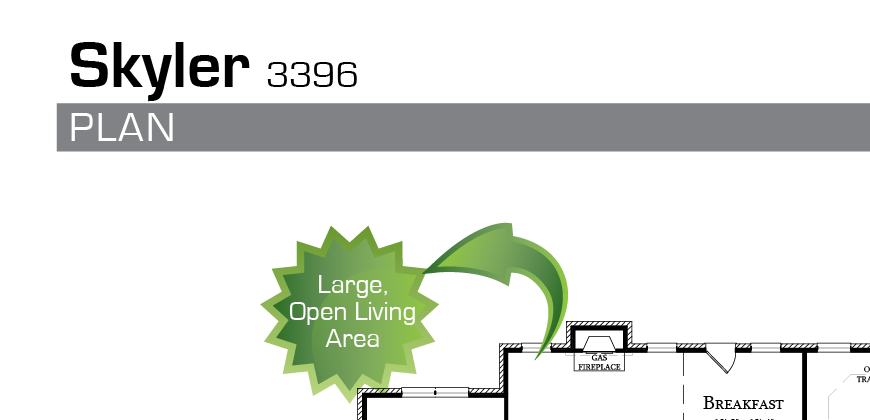 Skyler 3396
PLAN
Large,
Open Living
Area
GAS
FIREPLACE
BREAKFAST